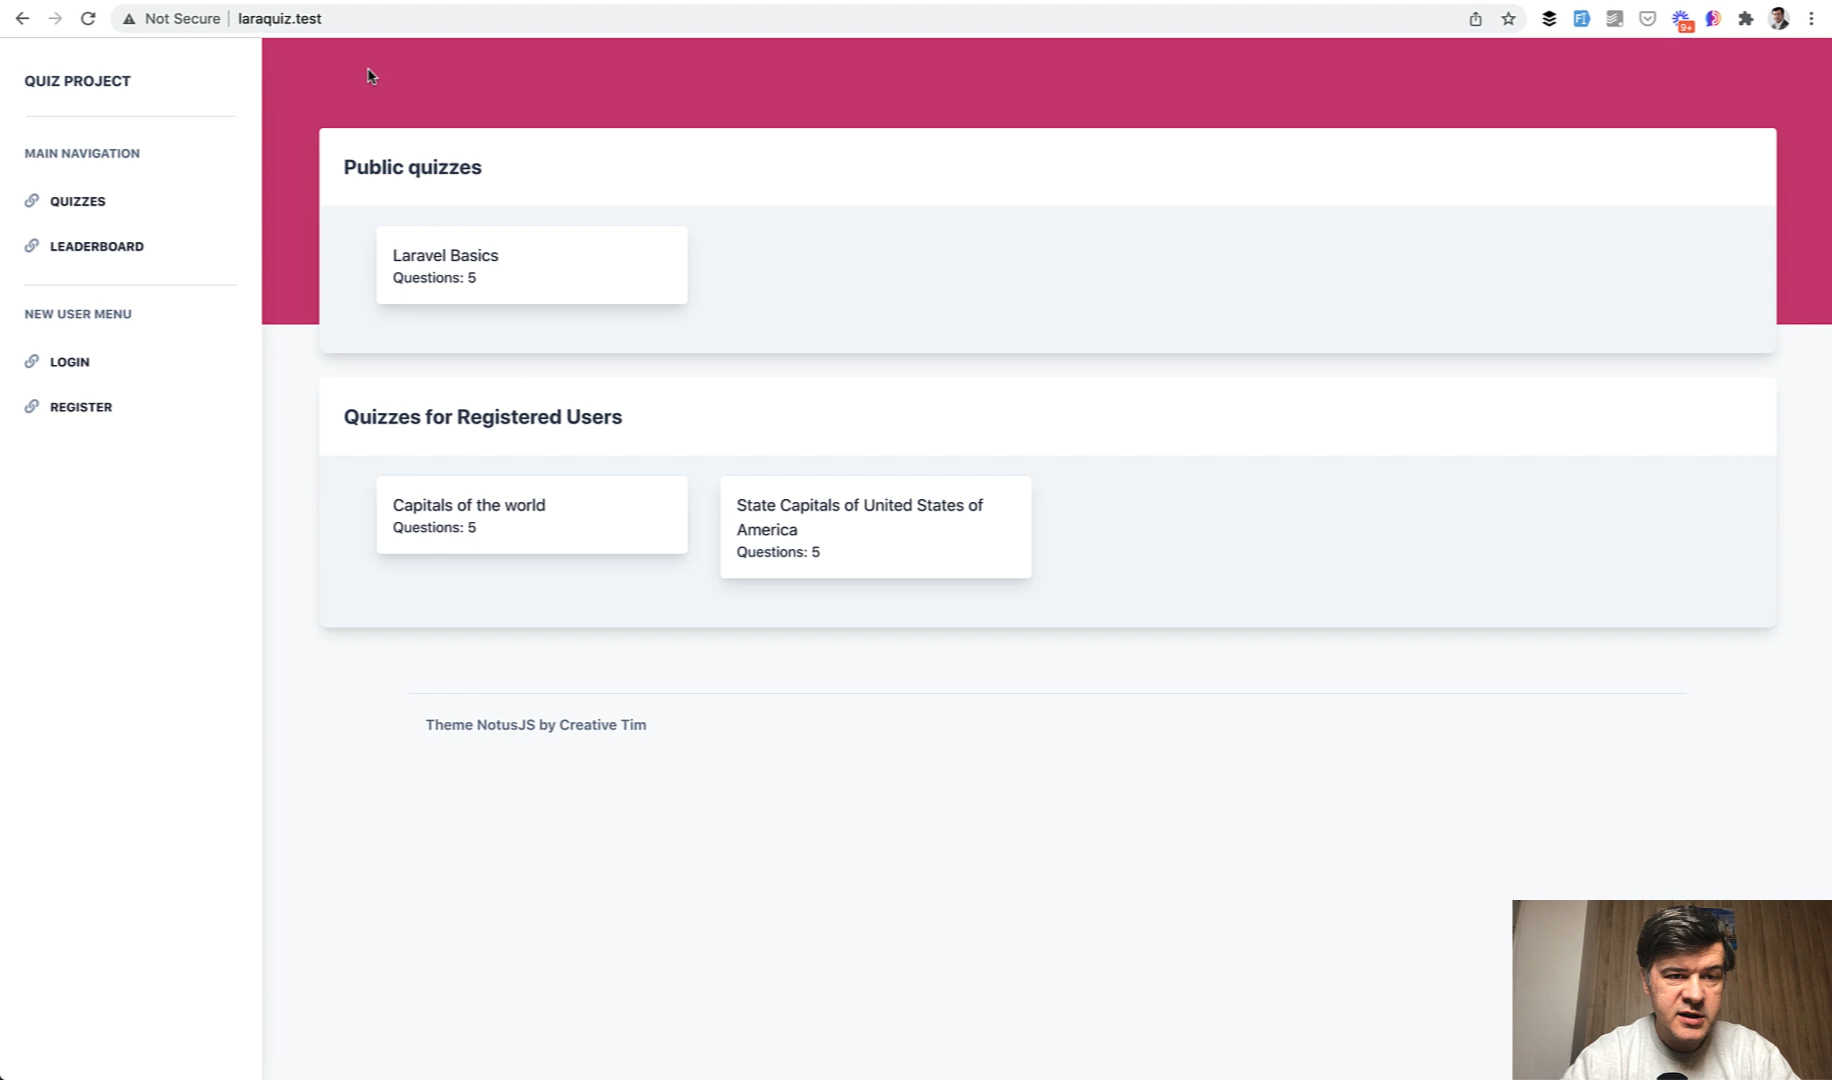 Not Secure
laraquiz.test
9+
QUIZ PROJECT
MAIN NAVIGATION
QUIZZES
LEADERBOARD
NEW USER MENU
LOGIN
REGISTER
Public quizzes
Laravel Basics
Questions: 5
Quizzes for Registered Users
Capitals of the world
Questions: 5
State Capitals of United States of
America
Questions: 5
Theme NotusJS by Creative Tim